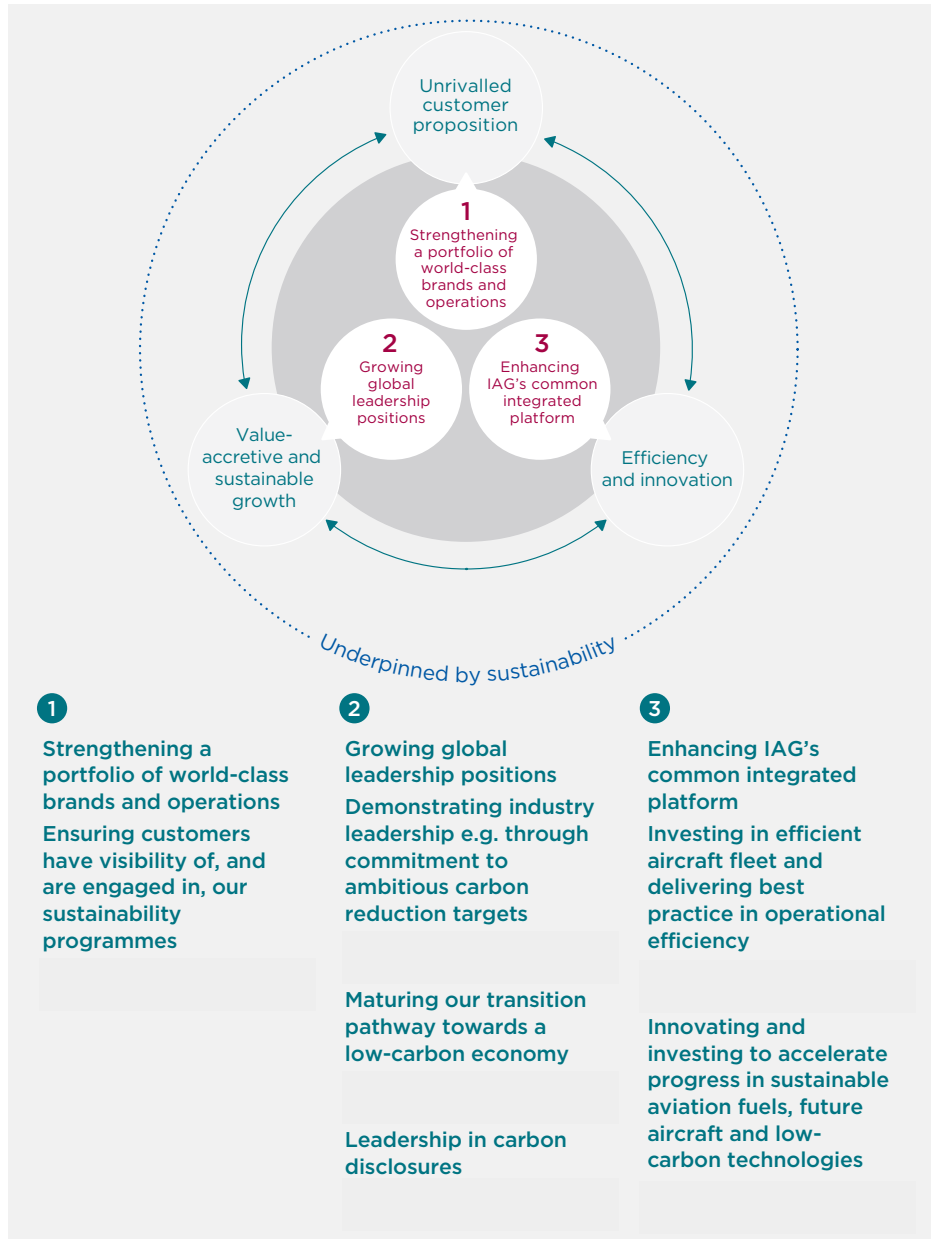 Unrivalled
customer
proposition
1
Strengthening
a portfolio of
world-class
brands and
operations
2
Growing
global
leadership
positions
3
Enhancing
IAG’s common
integrated
platform
Value-
accretive and
sustainable
growth
Efficiency
and innovation
Underpinned by sustainability
1
Strengthening a
portfolio of world-class
brands and operations
Ensuring customers
have visibility of, and
are engaged in, our
sustainability
programmes
2
Growing global
leadership positions
Demonstrating industry
leadership e.g. through
commitment to
ambitious carbon
reduction targets
Maturing our transition
pathway towards a
low-carbon economy
Leadership in carbon
disclosures
3
Enhancing IAG’s
common integrated
platform
Investing in efficient
aircraft fleet and
delivering best
practice in operational
efficiency
Innovating and
investing to accelerate
progress in sustainable
aviation fuels, future
aircraft and low-
carbon technologies